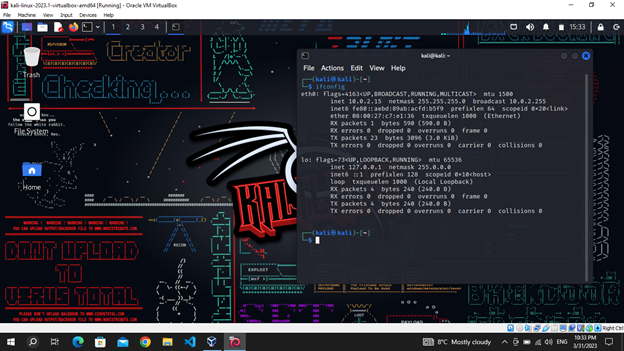 kali-linux-2023.1-virtualbox-amd64 [Running] - Oracle VM VirtualBox
File Machine View Input Devices Help
1 2 3 4
15:33
Trash
File System
Home
MSFVENOM
Creator
Checking...
follow the white rabbit.
WARNING ! WARNING ! WARNING ! WARNING ! WARNING !
DONT UPLOAD
TO
VIRUS TOTAL
RECON
EXPLOIT
LOOT
PAYLOAD
kali@kali: ~
File Actions Edit View Help
(kali㉿kali)-[~]
$ ifconfig
eth0: flags=4163<UP,BROADCAST,RUNNING,MULTICAST> mtu 1500
inet 10.0.2.15 netmask 255.255.255.0 broadcast 10.0.2.255
inet6 fe80::aebd:89ab:acfd:b5f9 prefixlen 64 scopeid 0×20<link>
ether 08:00:27:c7:e1:36 txqueuelen 1000 (Ethernet)
RX packets 1 bytes 590 (590.0 B)
RX errors 0 dropped 0 overruns 0 frame 0
TX packets 23 bytes 3096 (3.0 KiB)
TX errors 0 dropped 0 overruns 0 carrier 0 collisions 0
lo: flags=73<UP,LOOPBACK,RUNNING> mtu 65536
inet 127.0.0.1 netmask 255.0.0.0
inet6 ::1 prefixlen 128 scopeid 0×10<host>
loop txqueuelen 1000 (Local Loopback)
RX packets 4 bytes 240 (240.0 B)
RX errors 0 dropped 0 overruns 0 frame 0
TX packets 4 bytes 240 (240.0 B)
TX errors 0 dropped 0 overruns 0 carrier 0 collisions 0
(kali㉿kali)-[~]
$
Right Ctrl
8°C Mostly cloudy
ENG
10:33 PM
3/31/2023